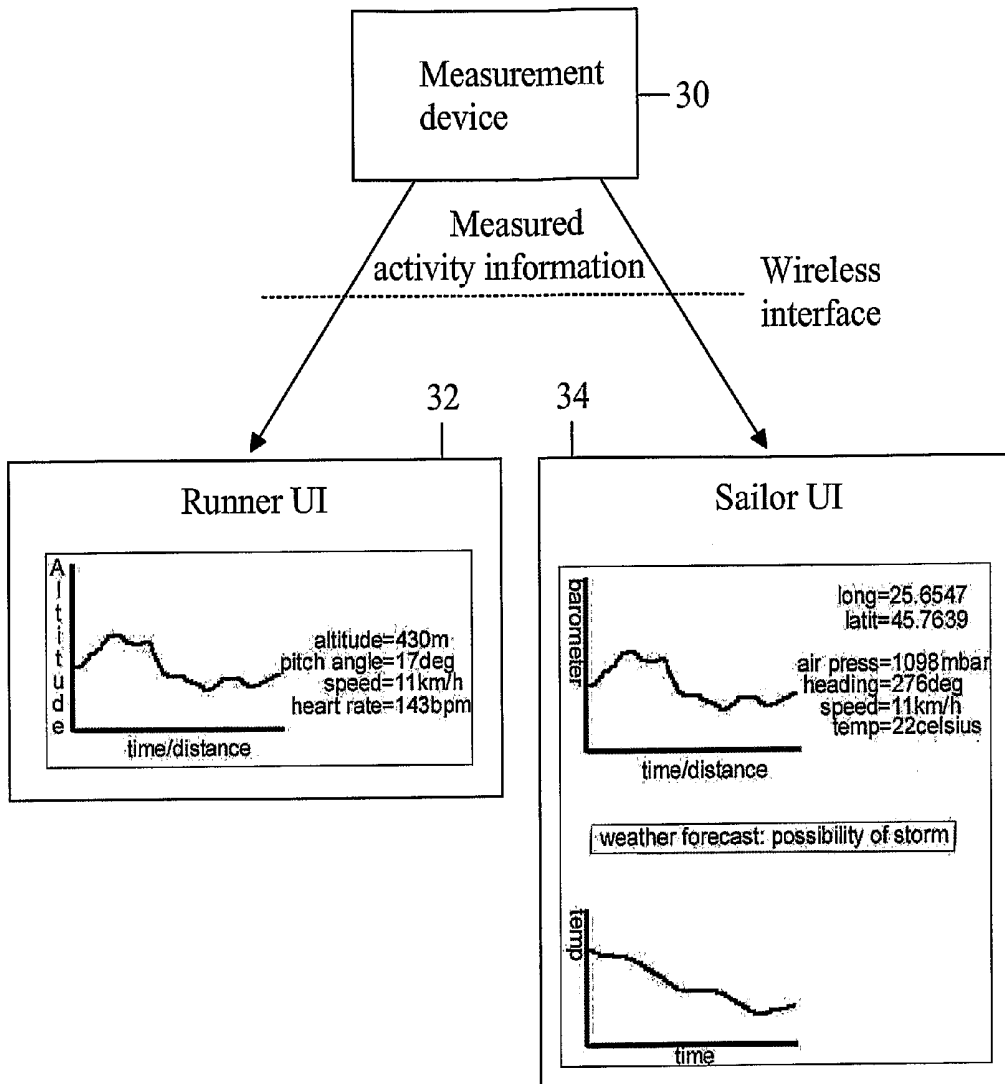 Measurement
device
30
Measured
activity information
Wireless
interface
32
34
Runner UI
Altitude
altitude=430m
pitch angle=17deg
speed=11km/h
heart rate=143bpm
time/distance
Sailor UI
barometer
long=25.6547
latit=45.7639
air press=1098mbar
heading=276deg
speed=11km/h
temp=22celsius
time/distance
weather forecast: possibility of storm
temp
time